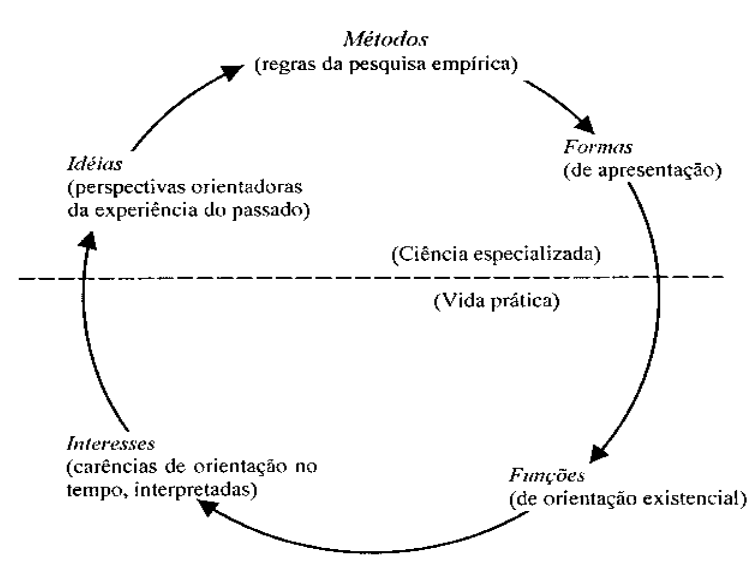 Métodos
(regras da pesquisa empírica)
Formas
(de apresentação)
Idéias
(perspectivas orientadoras
da experiência do passado)
(Ciência especializada)
(Vida prática)
Interesses
(carências de orientação no
tempo, interpretadas)
Funções
(de orientação existencial)